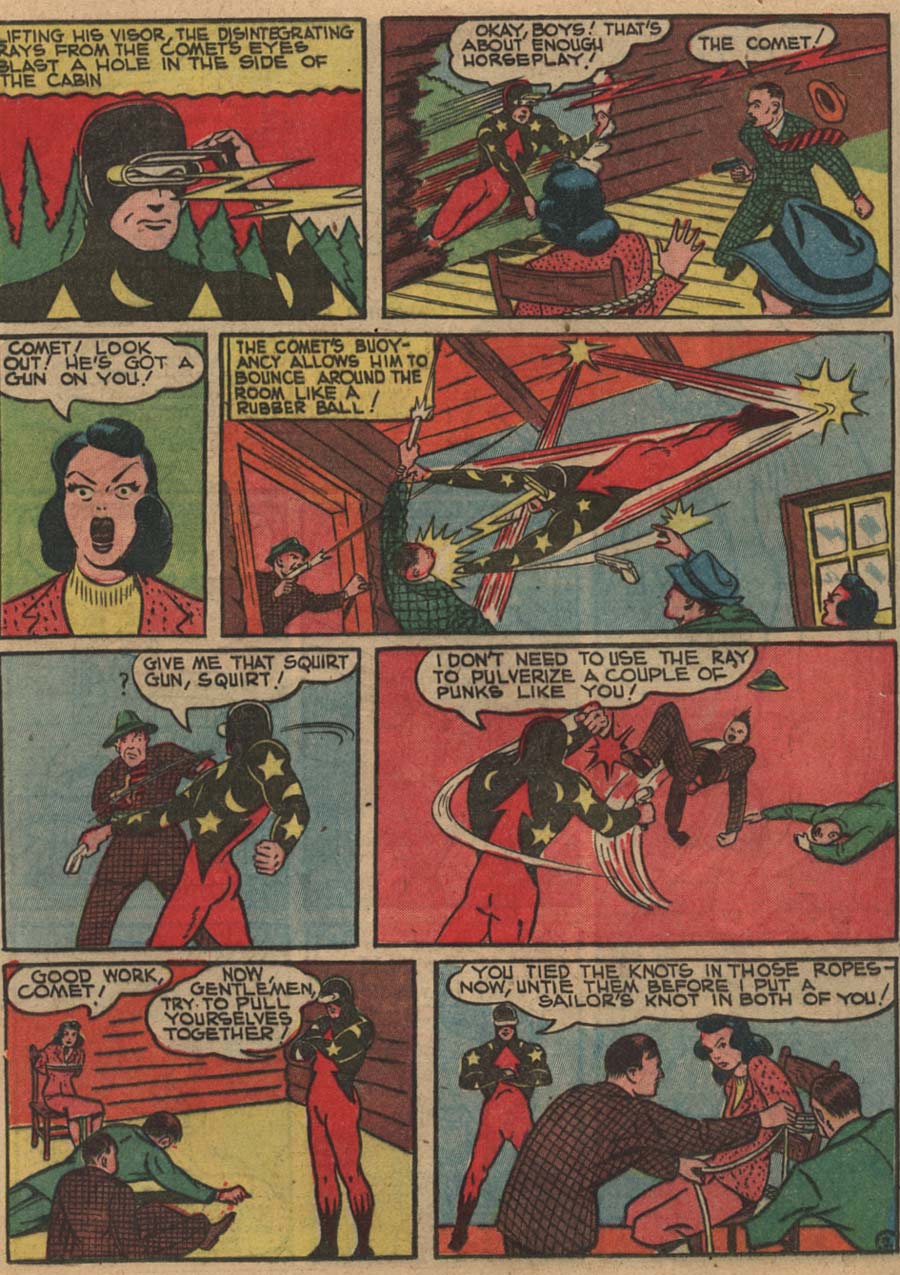 LIFTING HIS VISOR, THE DISINTEGRATING
RAYS FROM THE COMET'S EYES
BLAST A HOLE IN THE SIDE OF
THE CABIN
OKAY, BOYS! THAT'S
ABOUT ENOUGH
HORSEPLAY!
THE COMET!
COMET! LOOK
OUT! HE'S GOT A
GUN ON YOU!
THE COMET'S BUOY-
ANCY ALLOWS HIM TO
BOUNCE AROUND THE
ROOM LIKE A
RUBBER BALL!
?
GIVE ME THAT SQUIRT
GUN, SQUIRT!
I DON'T NEED TO USE THE RAY
TO PULVERIZE A COUPLE OF
PUNKS LIKE YOU!
GOOD WORK,
COMET!
NOW,
GENTLEMEN,
TRY TO PULL
YOURSELVES
TOGETHER!
YOU TIED THE KNOTS IN THOSE ROPES-
NOW, UNTIE THEM BEFORE I PUT A
SAILOR'S KNOT IN BOTH OF YOU!